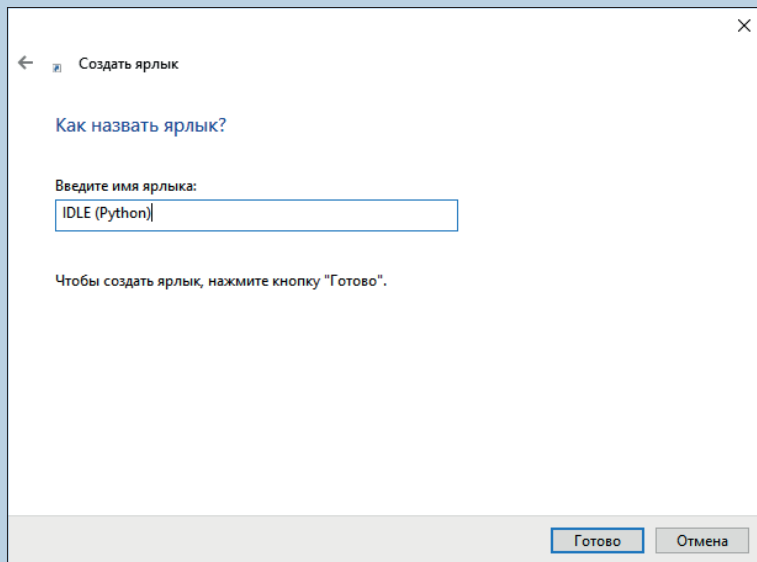 Создать ярлык
Как назвать ярлык?
Введите имя ярлыка:
IDLE (Python)
Чтобы создать ярлык, нажмите кнопку "Готово".
Готово Отмена